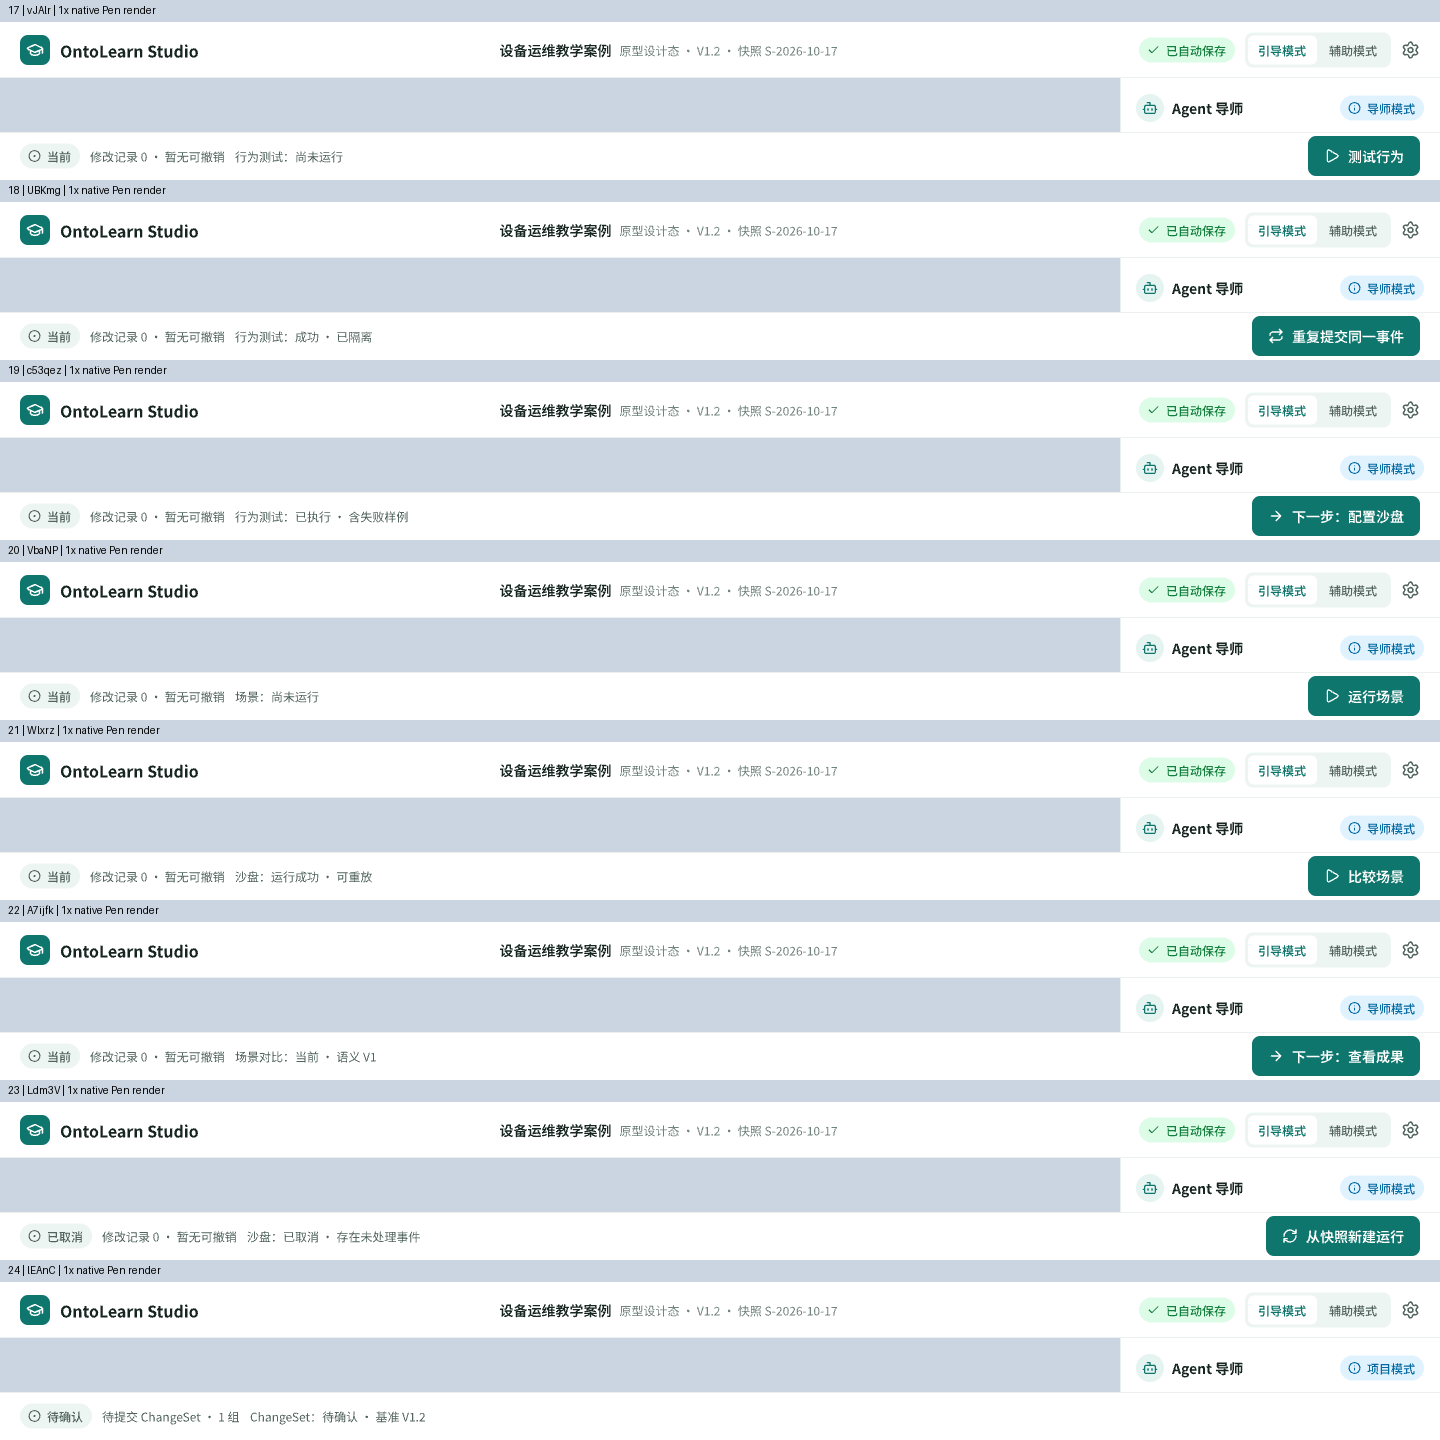 17 | vJAlr | 1x native Pen render
OntoLearn Studio 设备运维教学案例 原型设计态 · V1.2 · 快照 S-2026-10-17 已自动保存 引导模式 辅助模式
Agent 导师 导师模式
当前 修改记录 0 · 暂无可撤销 行为测试：尚未运行 测试行为
18 | UBKmg | 1x native Pen render
OntoLearn Studio 设备运维教学案例 原型设计态 · V1.2 · 快照 S-2026-10-17 已自动保存 引导模式 辅助模式
Agent 导师 导师模式
当前 修改记录 0 · 暂无可撤销 行为测试：成功 · 已隔离 重复提交同一事件
19 | c53qez | 1x native Pen render
OntoLearn Studio 设备运维教学案例 原型设计态 · V1.2 · 快照 S-2026-10-17 已自动保存 引导模式 辅助模式
Agent 导师 导师模式
当前 修改记录 0 · 暂无可撤销 行为测试：已执行 · 含失败样例 下一步：配置沙盘
20 | VbaNP | 1x native Pen render
OntoLearn Studio 设备运维教学案例 原型设计态 · V1.2 · 快照 S-2026-10-17 已自动保存 引导模式 辅助模式
Agent 导师 导师模式
当前 修改记录 0 · 暂无可撤销 场景：尚未运行 运行场景
21 | Wlxrz | 1x native Pen render
OntoLearn Studio 设备运维教学案例 原型设计态 · V1.2 · 快照 S-2026-10-17 已自动保存 引导模式 辅助模式
Agent 导师 导师模式
当前 修改记录 0 · 暂无可撤销 沙盘：运行成功 · 可重放 比较场景
22 | A7ijfk | 1x native Pen render
OntoLearn Studio 设备运维教学案例 原型设计态 · V1.2 · 快照 S-2026-10-17 已自动保存 引导模式 辅助模式
Agent 导师 导师模式
当前 修改记录 0 · 暂无可撤销 场景对比：当前 · 语义 V1 下一步：查看成果
23 | Ldm3V | 1x native Pen render
OntoLearn Studio 设备运维教学案例 原型设计态 · V1.2 · 快照 S-2026-10-17 已自动保存 引导模式 辅助模式
Agent 导师 导师模式
已取消 修改记录 0 · 暂无可撤销 沙盘：已取消 · 存在未处理事件 从快照新建运行
24 | lEAnC | 1x native Pen render
OntoLearn Studio 设备运维教学案例 原型设计态 · V1.2 · 快照 S-2026-10-17 已自动保存 引导模式 辅助模式
Agent 导师 项目模式
待确认 待提交 ChangeSet · 1 组 ChangeSet：待确认 · 基准 V1.2